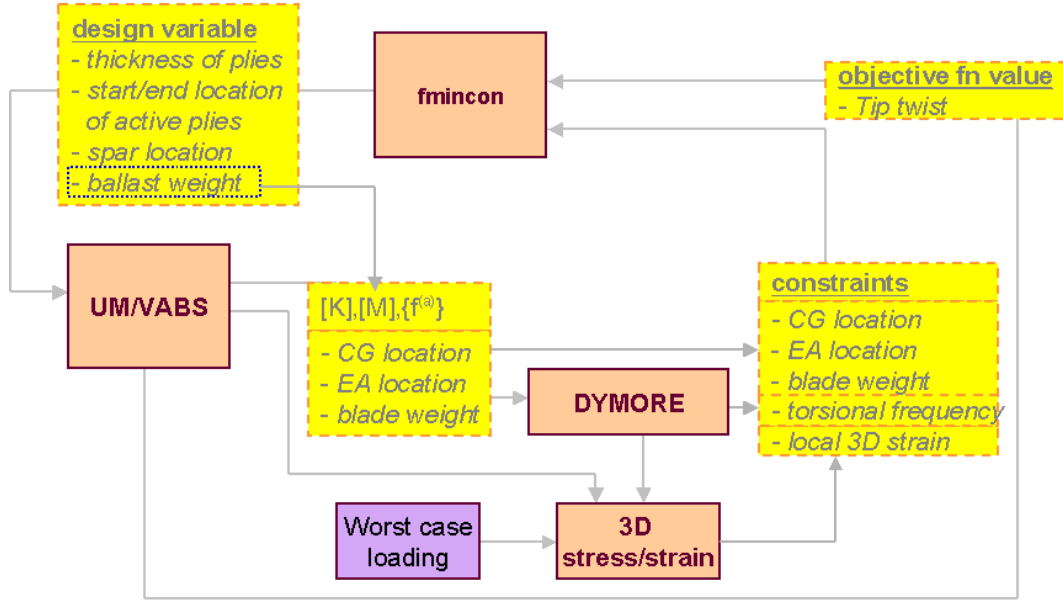 design variable
- thickness of plies
- start/end location
of active plies
- spar location
- ballast weight
fmincon
objective fn value
- Tip twist
UM/VABS
[K],[M],{f(a)}
- CG location
- EA location
- blade weight
DYMORE
constraints
- CG location
- EA location
- blade weight
- torsional frequency
- local 3D strain
Worst case
loading
3D
stress/strain